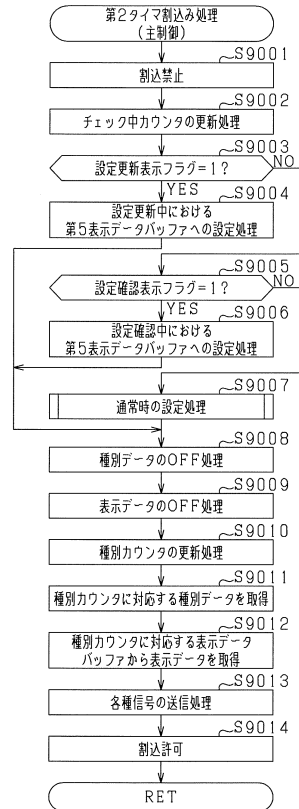 第2タイマ割込み処理
(主制御)
S9001
割込禁止
S9002
チェック中カウンタの更新処理
S9003
設定更新表示フラグ=1?
NO
YES
S9004
設定更新中における
第5表示データバッファへの設定処理
S9005
設定確認表示フラグ=1?
NO
YES
S9006
設定確認中における
第5表示データバッファへの設定処理
S9007
通常時の設定処理
S9008
種別データのOFF処理
S9009
表示データのOFF処理
S9010
種別カウンタの更新処理
S9011
種別カウンタに対応する種別データを取得
S9012
種別カウンタに対応する表示データ
バッファから表示データを取得
S9013
各種信号の送信処理
S9014
割込許可
RET